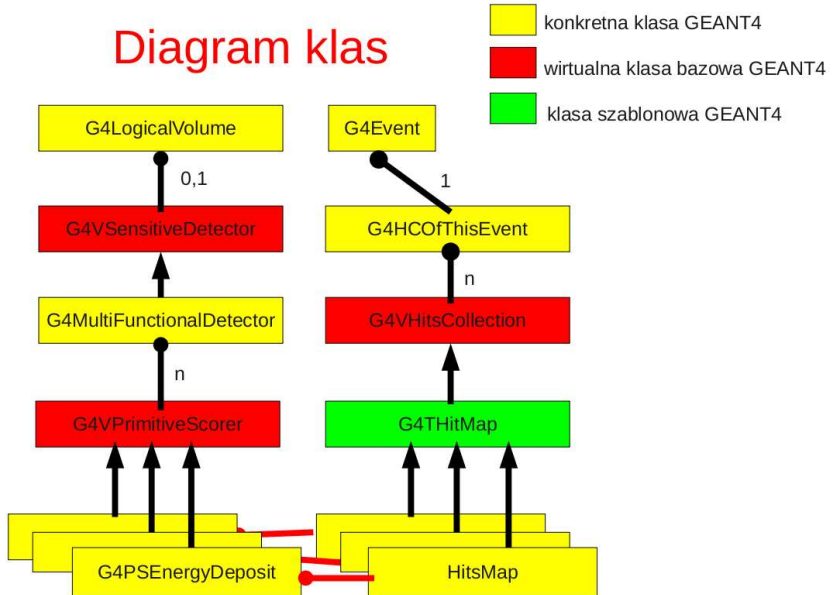 Diagram klas
konkretna klasa GEANT4
wirtualna klasa bazowa GEANT4
klasa szablonowa GEANT4
G4LogicalVolume
0,1
G4VSensitiveDetector
G4MultiFunctionalDetector
n
G4VPrimitiveScorer
G4PSEnergyDeposit
G4Event
1
G4HCOfThisEvent
n
G4VHitsCollection
G4THitMap
HitsMap